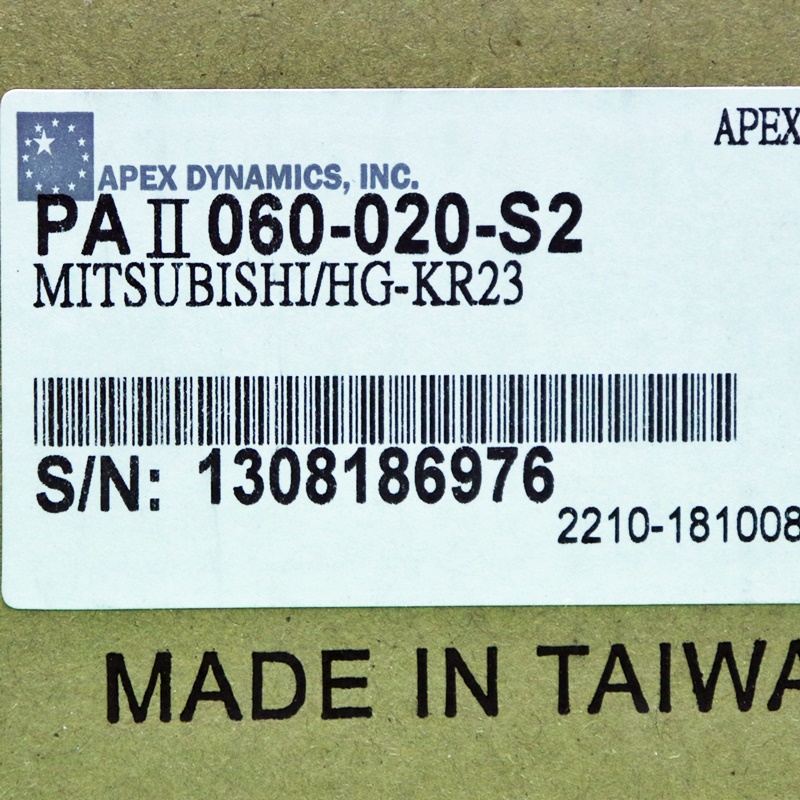 APEX
APEX DYNAMICS, INC.
PA II 060-020-S2
MITSUBISHI/HG-KR23
S/N: 1308186976
2210-181008
MADE IN TAIWA